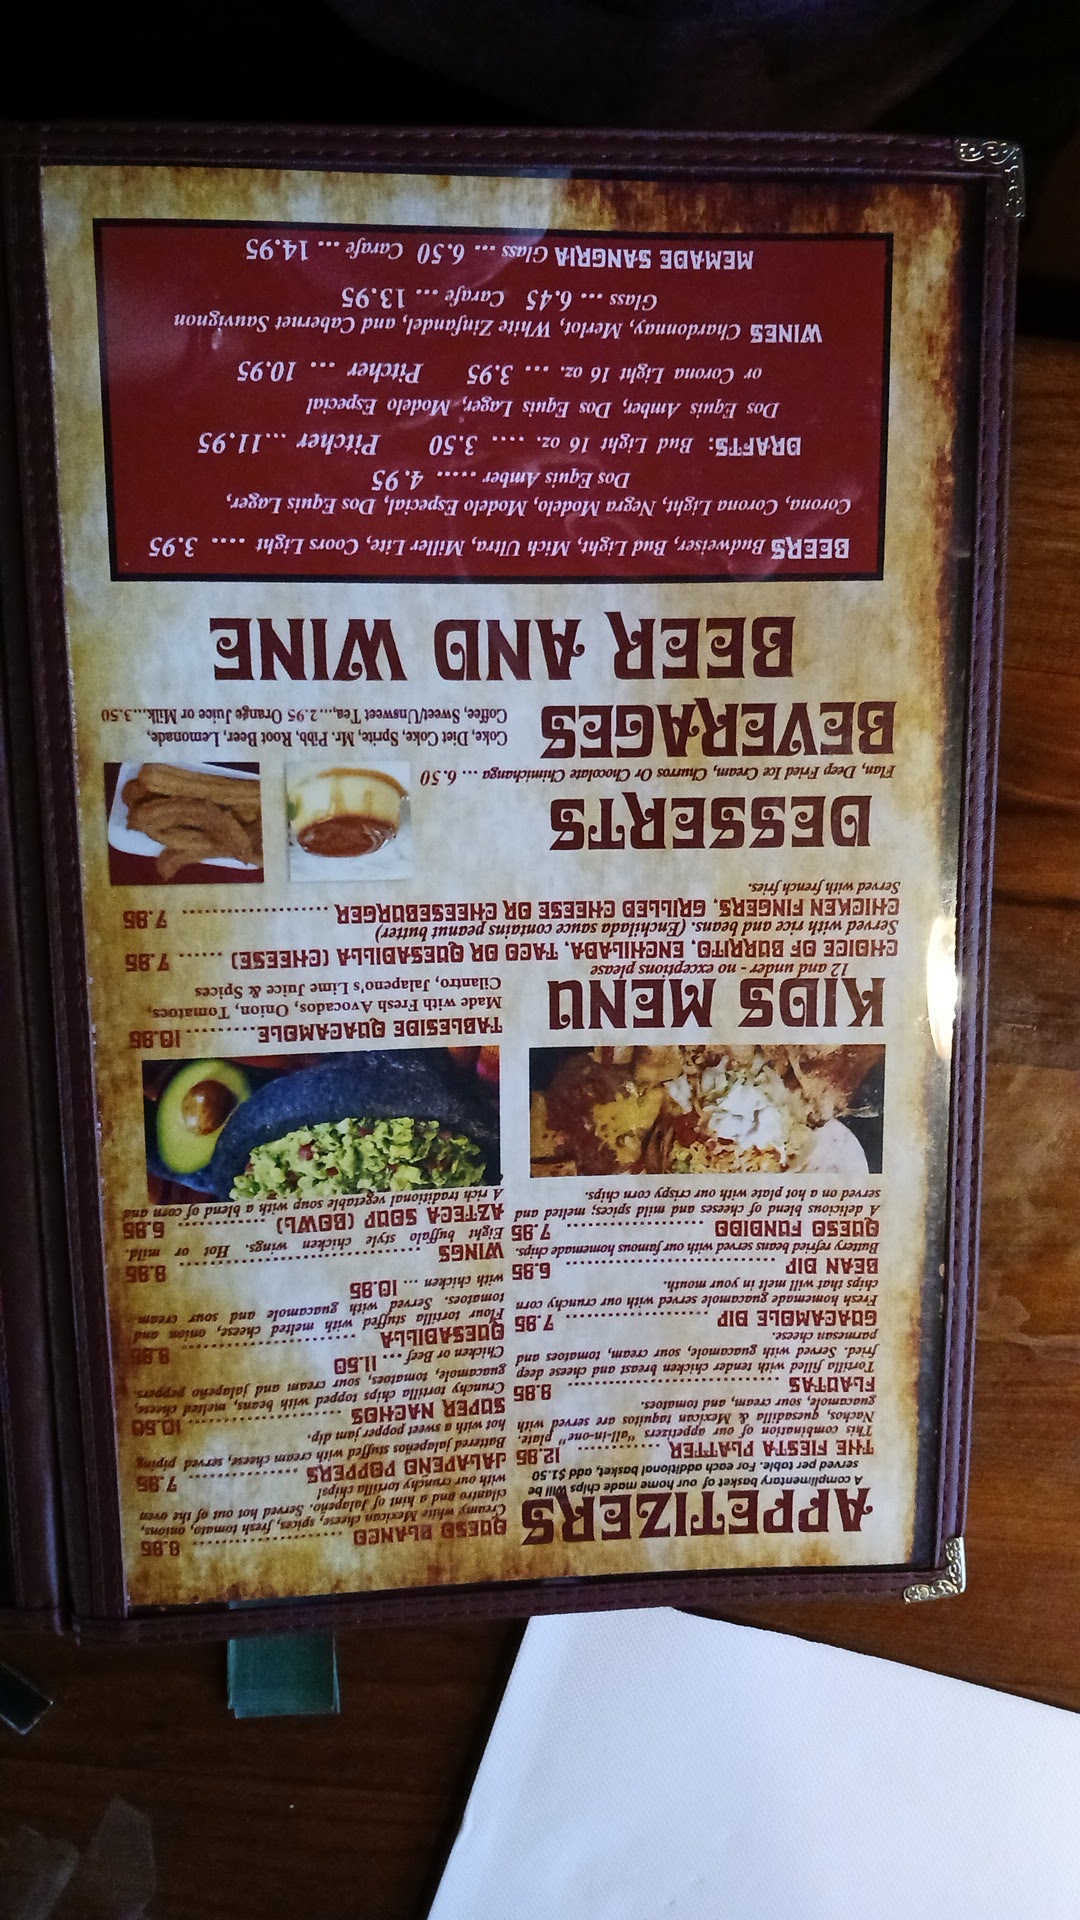 APPETIZERS
A complimentary basket of our home made chips will be
served per table. For each additional basket, add $1.50
THE FIESTA PLATTER ........... 12.95
This combination of our appetizers "all-in-one" plate.
Nachos, quesadilla & Mexican taquitos are served with
guacamole, sour cream, and tomatoes.
FLAUTAS ........................... 8.95
Tortilla filled with tender chicken breast and cheese deep
fried. Served with guacamole, sour cream, tomatoes and
parmesan cheese.
GUACAMOLE DIP .................. 7.95
Fresh homemade guacamole served with our crunchy corn
chips that will melt in your mouth.
BEAN DIP ........................... 6.95
Buttery refried beans served with our famous homemade chips.
QUESO FUNDIDO ................. 7.95
A delicious blend of cheeses and mild spices; melted and
served on a hot plate with our crispy corn chips.
QUESO BLANCO .................. 8.95
Creamy white Mexican cheese, spices, fresh tomato, onions,
cilantro and a hint of Jalapeño. Served hot out of the oven
with our crunchy tortilla chips!
JALAPENO POPPERS .............. 7.95
Battered jalapeños stuffed with cream cheese, served piping
hot with a sweet popper jam dip.
SUPER NACHOS .................. 10.50
Crunchy tortilla chips topped with beans, melted cheese,
guacamole, tomatoes, sour cream and jalapeño peppers.
Chicken or Beef ... 11.50
QUESADILLA ...................... 9.95
Flour tortilla stuffed with melted cheese, onion and
tomatoes. Served with guacamole and sour cream
with chicken ... 10.95
WINGS .............................. 9.95
Eight buffalo style chicken wings. Hot or mild.
AZTECA SOUP (BOWL) ........... 6.95
A rich traditional vegetable soup with a blend of corn and
TABLESIDE GUACAMOLE .......... 10.95
Made with Fresh Avocados, Onion, Tomatoes,
Cilantro, Jalapeno's Lime Juice & Spices
KIDS MENU
12 and under - no exceptions please
CHOICE OF BURRITO, ENCHILADA, TACO OR QUESADILLA (CHEESE) ...... 7.95
Served with rice and beans. (Enchilada sauce contains peanut butter)
CHICKEN FINGERS, GRILLED CHEESE OR CHEESEBURGER .................... 7.95
Served with french fries.
DESSERTS
Flan, Deep Fried Ice Cream, Churros Or Chocolate Chimichanga ... 6.50
BEVERAGES
Coke, Diet Coke, Sprite, Mr. Pibb, Root Beer, Lemonade,
Coffee, Sweet/Unsweet Tea,...2.95 Orange Juice or Milk,...3.50
BEER AND WINE
BEERS Budweiser, Bud Light, Mich Ultra, Miller Lite, Coors Light .... 3.95
Corona, Corona Light, Negra Modelo, Modelo Especial, Dos Equis Lager,
Dos Equis Amber ..... 4.95
DRAFTS: Bud Light 16 oz. .... 3.50 Pitcher ...11.95
Dos Equis Amber, Dos Equis Lager, Modelo Especial
or Corona Light 16 oz. ... 3.95 Pitcher ... 10.95
WINES Chardonnay, Merlot, White Zinfandel, and Cabernet Sauvignon
Glass ... 6.45 Carafe ... 13.95
MEMADE SANGRIA Glass ... 6.50 Carafe ... 14.95